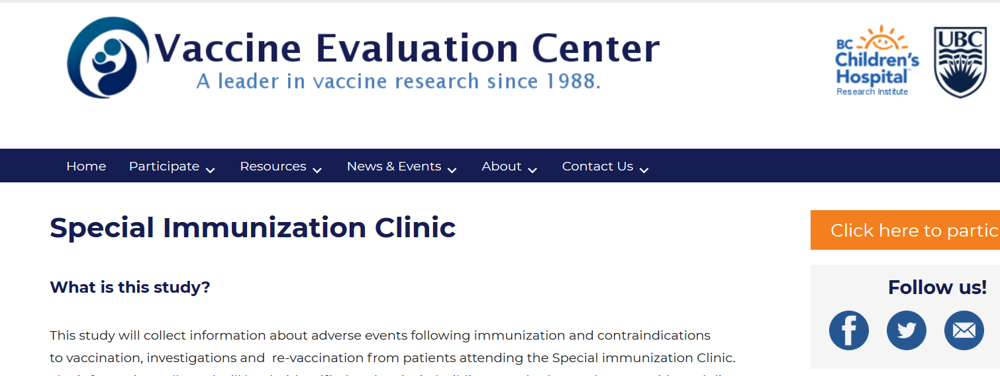 Vaccine Evaluation Center
A leader in vaccine research since 1988.
BC
Children's
Hospital
Research Institute
UBC
Home Participate Resources News & Events About Contact Us
Special Immunization Clinic
Click here to partic
What is this study?
Follow us!
This study will collect information about adverse events following immunization and contraindications
to vaccination, investigations and re-vaccination from patients attending the Special immunization Clinic.